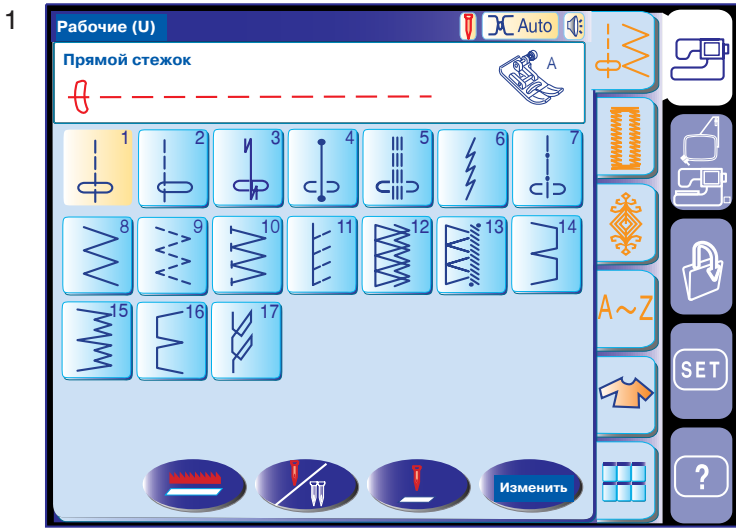 1
Рабочие (U)
Auto
Прямой стежок
A
1 2 3 4 5 6 7
8 9 10 11 12 13 14
A~Z
15 16 17
SET
Изменить
?